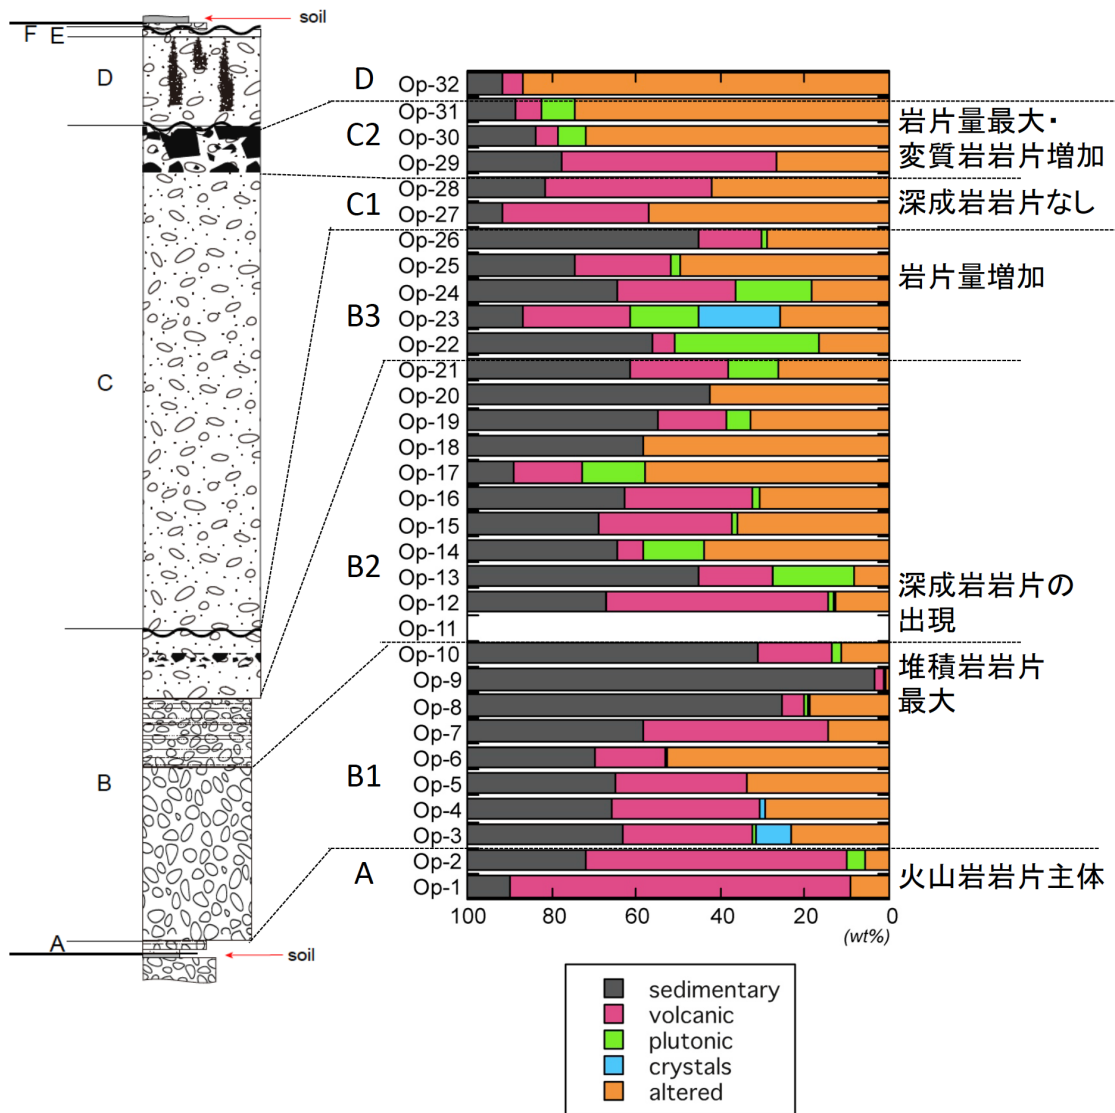 soil
F
E
D
C
B
A
soil
D
C2
C1
B3
B2
B1
A
Op-32
Op-31
Op-30
Op-29
Op-28
Op-27
Op-26
Op-25
Op-24
Op-23
Op-22
Op-21
Op-20
Op-19
Op-18
Op-17
Op-16
Op-15
Op-14
Op-13
Op-12
Op-11
Op-10
Op-9
Op-8
Op-7
Op-6
Op-5
Op-4
Op-3
Op-2
Op-1
岩片量最大・
変質岩岩片増加
深成岩岩片なし
岩片量増加
深成岩岩片の
出現
堆積岩岩片
最大
火山岩岩片主体
100 80 60 40 20 0
(wt%)
sedimentary
volcanic
plutonic
crystals
altered